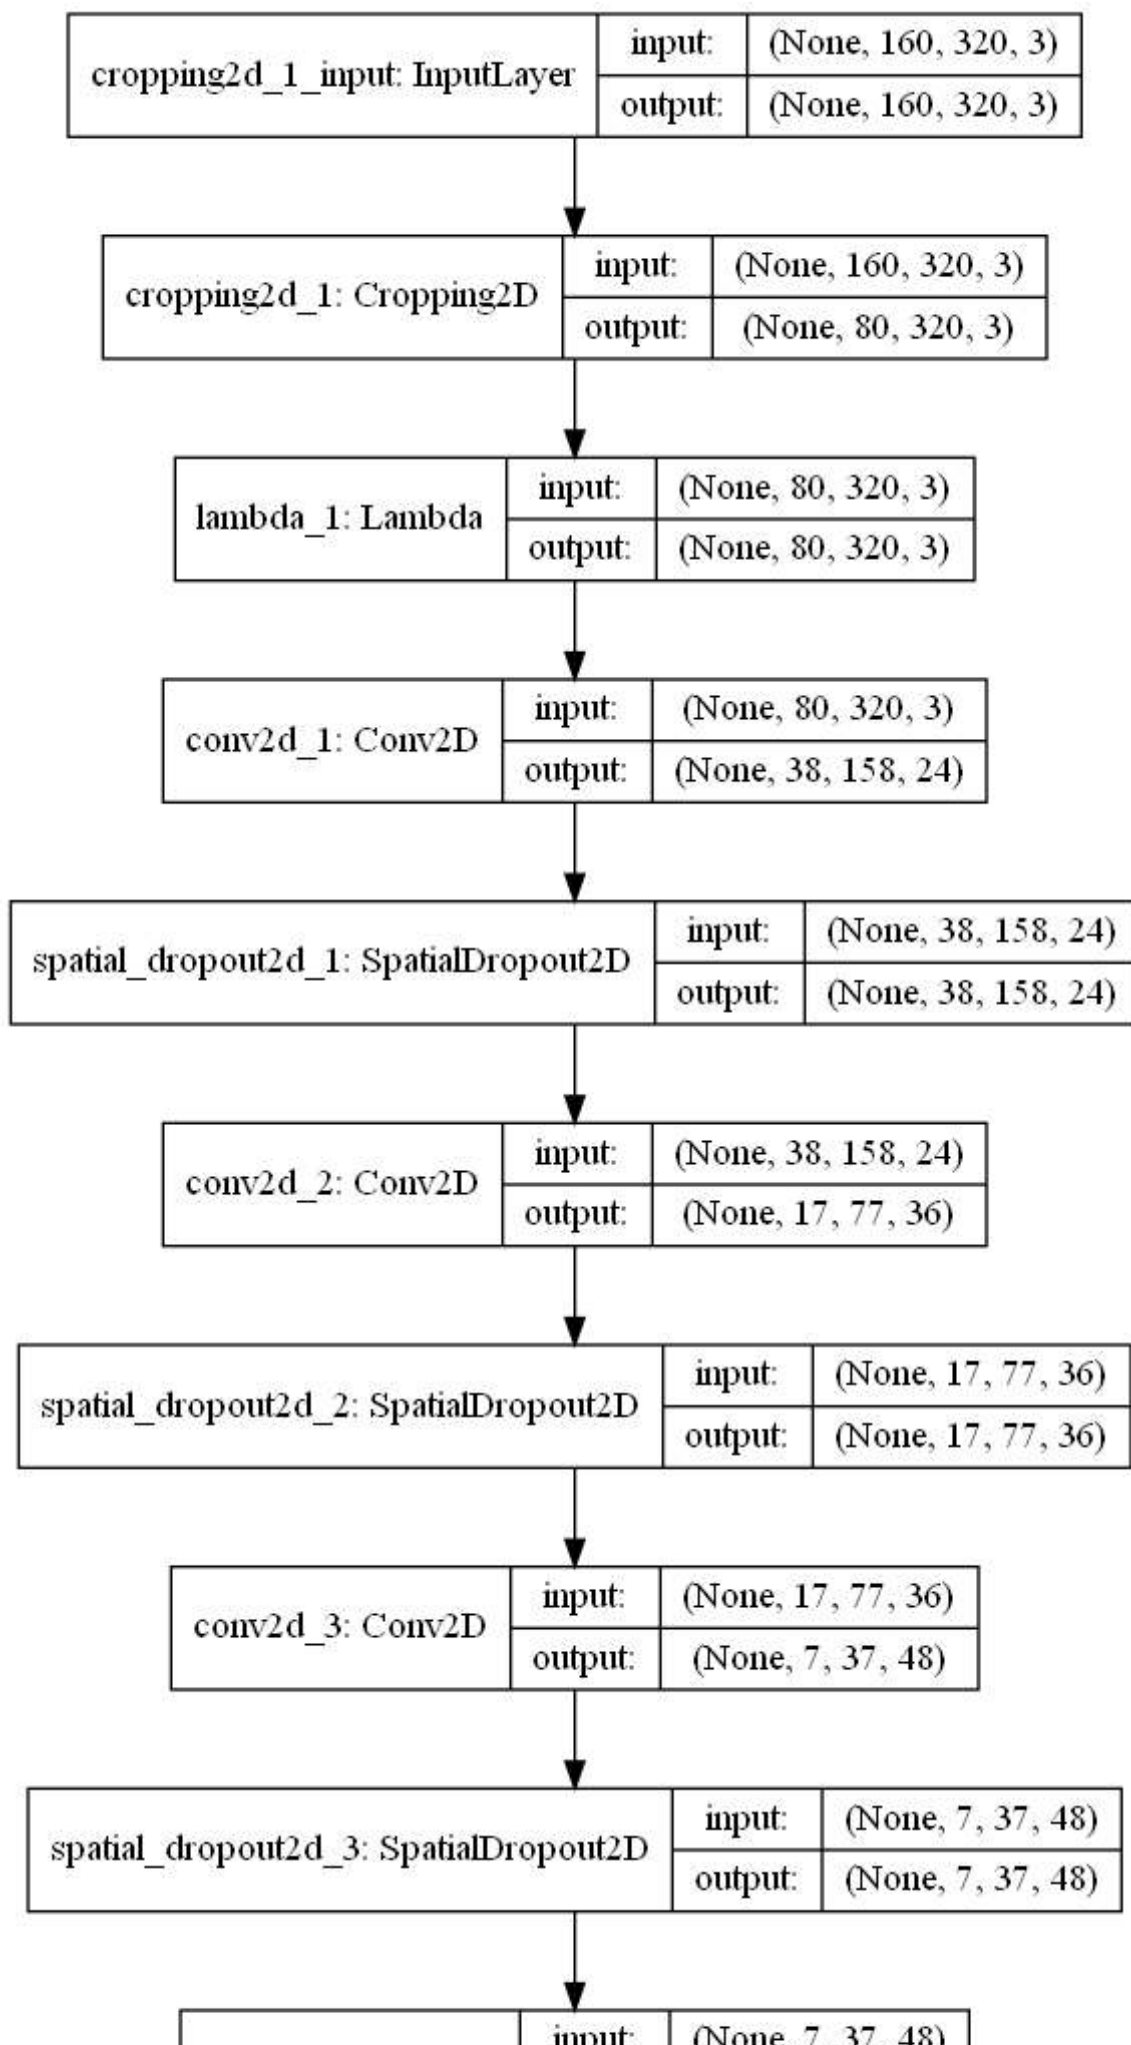 cropping2d_1_input: InputLayer
input:
(None, 160, 320, 3)
output:
(None, 160, 320, 3)
cropping2d_1: Cropping2D
input:
(None, 160, 320, 3)
output:
(None, 80, 320, 3)
lambda_1: Lambda
input:
(None, 80, 320, 3)
output:
(None, 80, 320, 3)
conv2d_1: Conv2D
input:
(None, 80, 320, 3)
output:
(None, 38, 158, 24)
spatial_dropout2d_1: SpatialDropout2D
input:
(None, 38, 158, 24)
output:
(None, 38, 158, 24)
conv2d_2: Conv2D
input:
(None, 38, 158, 24)
output:
(None, 17, 77, 36)
spatial_dropout2d_2: SpatialDropout2D
input:
(None, 17, 77, 36)
output:
(None, 17, 77, 36)
conv2d_3: Conv2D
input:
(None, 17, 77, 36)
output:
(None, 7, 37, 48)
spatial_dropout2d_3: SpatialDropout2D
input:
(None, 7, 37, 48)
output:
(None, 7, 37, 48)
input:
(None, 7, 37, 48)